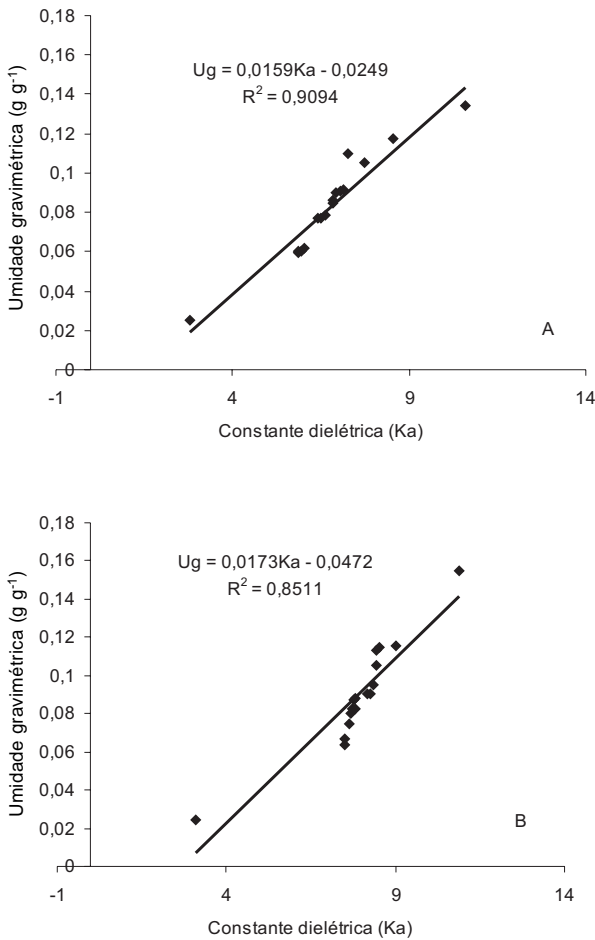 0,18
Ug = 0,0159Ka - 0,0249
R² = 0,9094
0,16
0,14
0,12
0,1
0,08
0,06
0,04
0,02
0
Umidade gravimétrica (g g⁻¹)
A
-1 4 9 14
Constante dielétrica (Ka)
0,18
Ug = 0,0173Ka - 0,0472
R² = 0,8511
0,16
0,14
0,12
0,1
0,08
0,06
0,04
0,02
0
Umidade gravimétrica (g g⁻¹)
B
-1 4 9 14
Constante dielétrica (Ka)